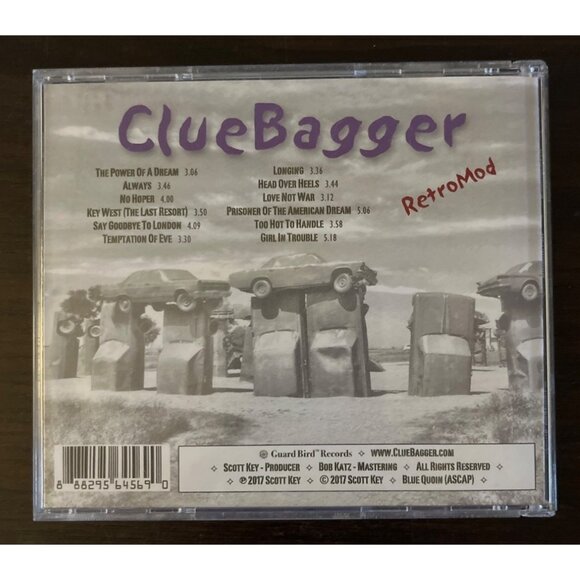 ClueBagger
RetroMod
The Power Of A Dream 3.06
Always 3.46
No Hoper 4.00
Key West (The Last Resort) 3.50
Say Goodbye To London 4.09
Temptation Of Eve 3.30
Longing 3.36
Head Over Heels 3.44
Love Not War 3.12
Prisoner Of The American Dream 5.06
Too Hot To Handle 3.58
Girl In Trouble 5.18
Guard Bird™ Records ✧ www.ClueBagger.com
✧ Scott Key - Producer ✧ Bob Katz - Mastering ✧ All Rights Reserved ✧
✧ ℗ 2017 Scott Key ✧ © 2017 Scott Key ✧ Blue Quoin (ASCAP) ✧
8 88295 64569 0